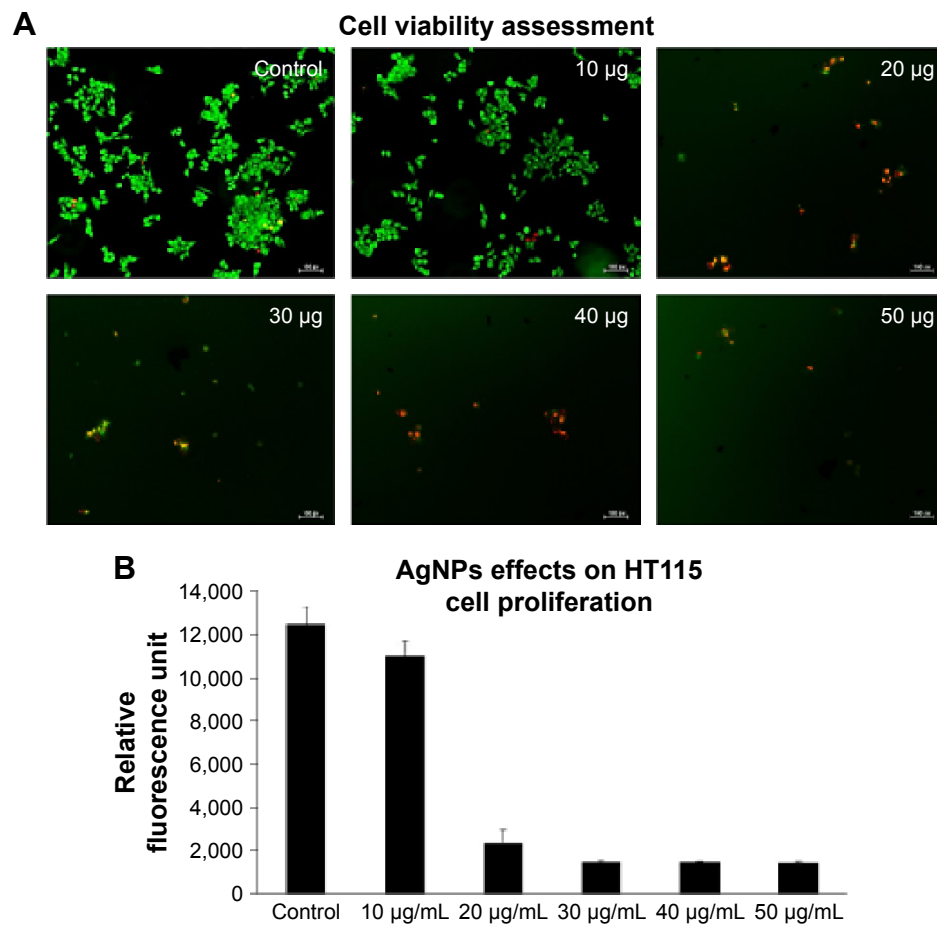 A
Cell viability assessment
Control
10 µg
20 µg
30 µg
40 µg
50 µg
B
AgNPs effects on HT115
cell proliferation
Relative
fluorescence unit
14,000
12,000
10,000
8,000
6,000
4,000
2,000
0
Control
10 µg/mL
20 µg/mL
30 µg/mL
40 µg/mL
50 µg/mL